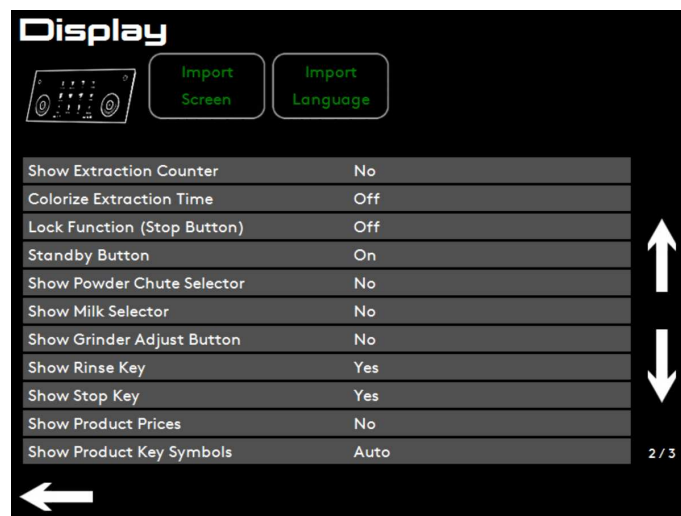 Display
Import
Screen
Import
Language
Show Extraction Counter No
Colorize Extraction Time Off
Lock Function (Stop Button) Off
Standby Button On
Show Powder Chute Selector No
Show Milk Selector No
Show Grinder Adjust Button No
Show Rinse Key Yes
Show Stop Key Yes
Show Product Prices No
Show Product Key Symbols Auto
2/3